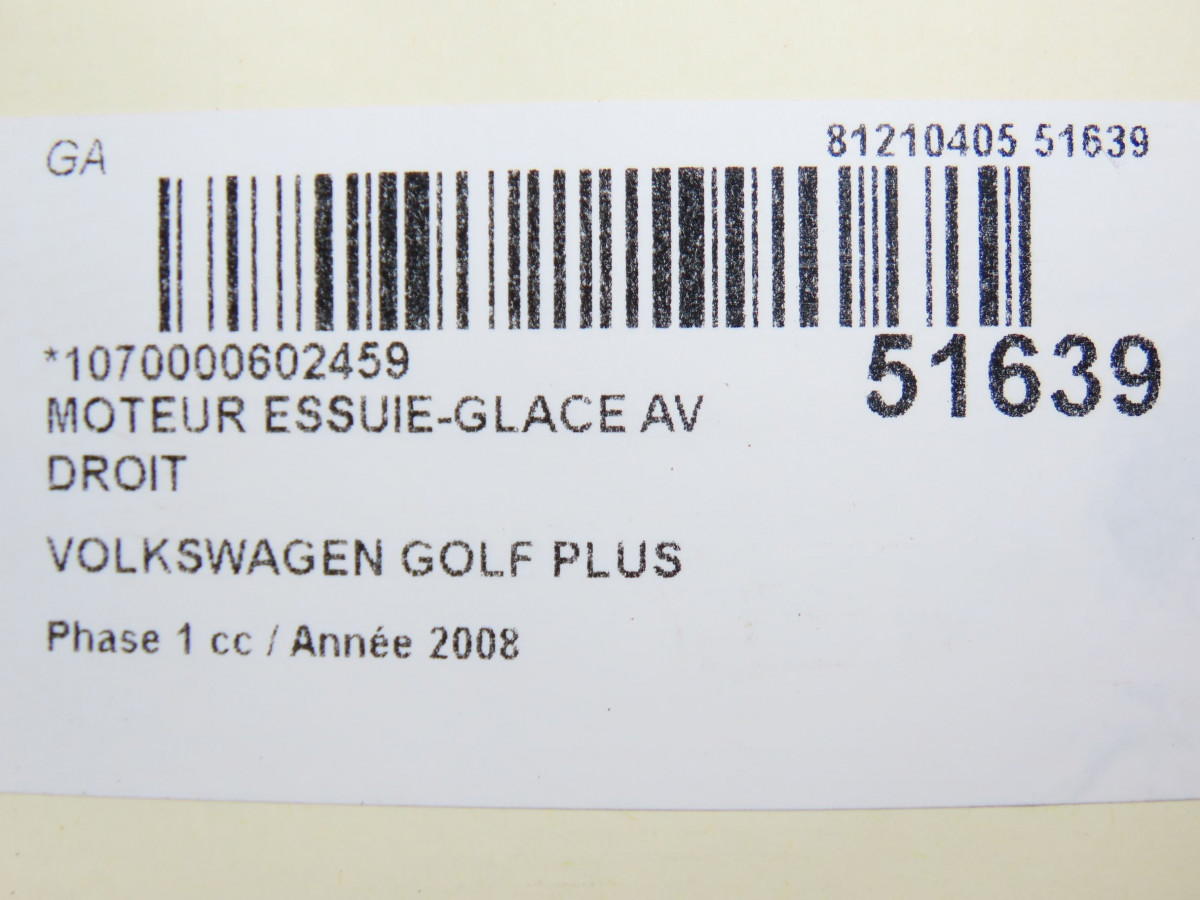 GA
81210405 51639
*1070000602459
51639
MOTEUR ESSUIE-GLACE AV
DROIT
VOLKSWAGEN GOLF PLUS
Phase 1 cc / Année 2008